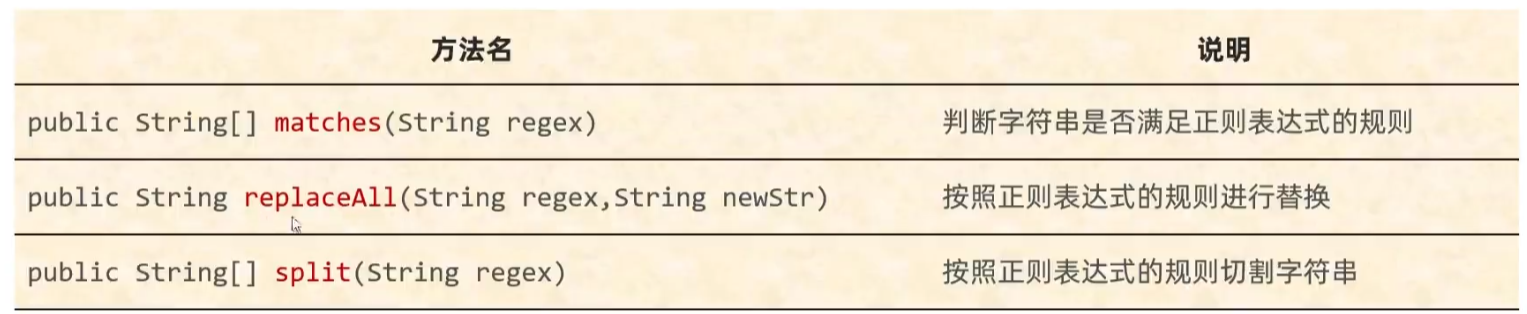 方法名 说明
public String[] matches(String regex) 判断字符串是否满足正则表达式的规则
public String replaceAll(String regex,String newStr) 按照正则表达式的规则进行替换
public String[] split(String regex) 按照正则表达式的规则切割字符串